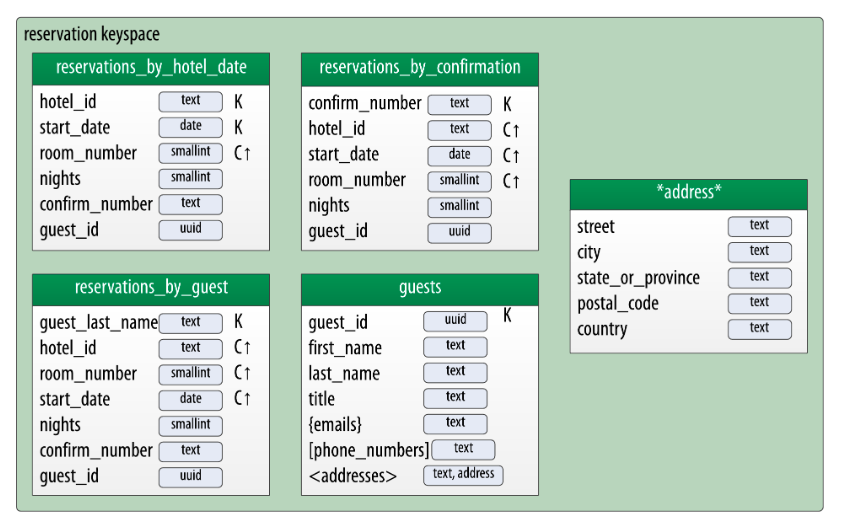 reservation keyspace
reservations_by_hotel_date
hotel_id text K
start_date date K
room_number smallint C↑
nights smallint
confirm_number text
guest_id uuid
reservations_by_confirmation
confirm_number text K
hotel_id text C↑
start_date date C↑
room_number smallint C↑
nights smallint
guest_id uuid
*address*
street text
city text
state_or_province text
postal_code text
country text
reservations_by_guest
guest_last_name text K
hotel_id text C↑
room_number smallint C↑
start_date date C↑
nights smallint
confirm_number text
guest_id uuid
guests
guest_id uuid K
first_name text
last_name text
title text
{emails} text
[phone_numbers] text
<addresses> text, address